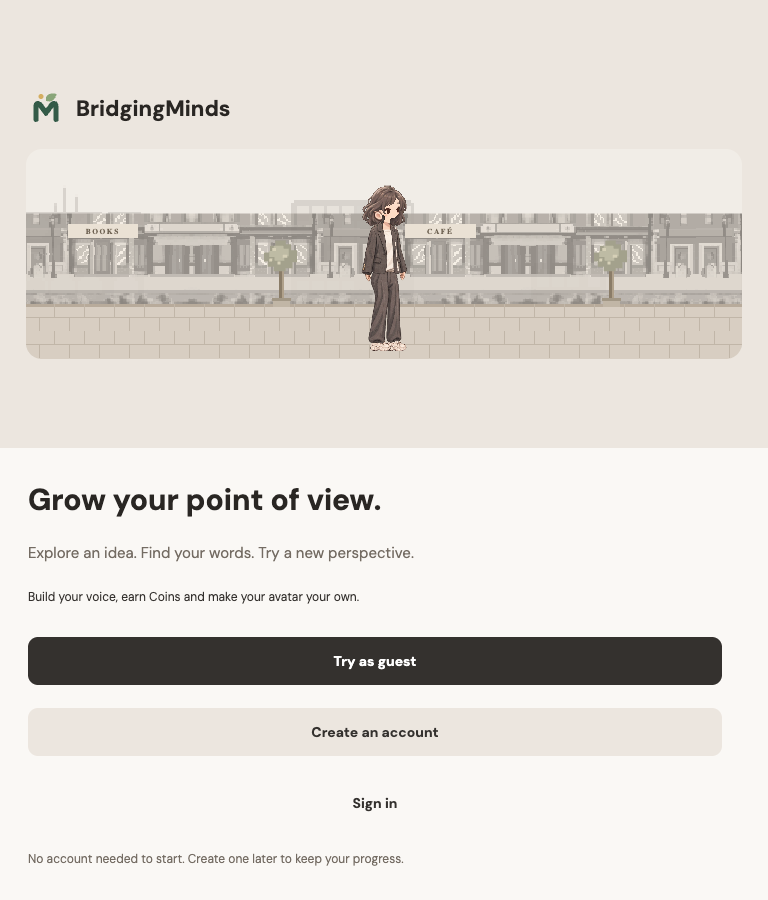 BridgingMinds
BOOKS
CAFÉ
Grow your point of view.
Explore an idea. Find your words. Try a new perspective.
Build your voice, earn Coins and make your avatar your own.
Try as guest
Create an account
Sign in
No account needed to start. Create one later to keep your progress.